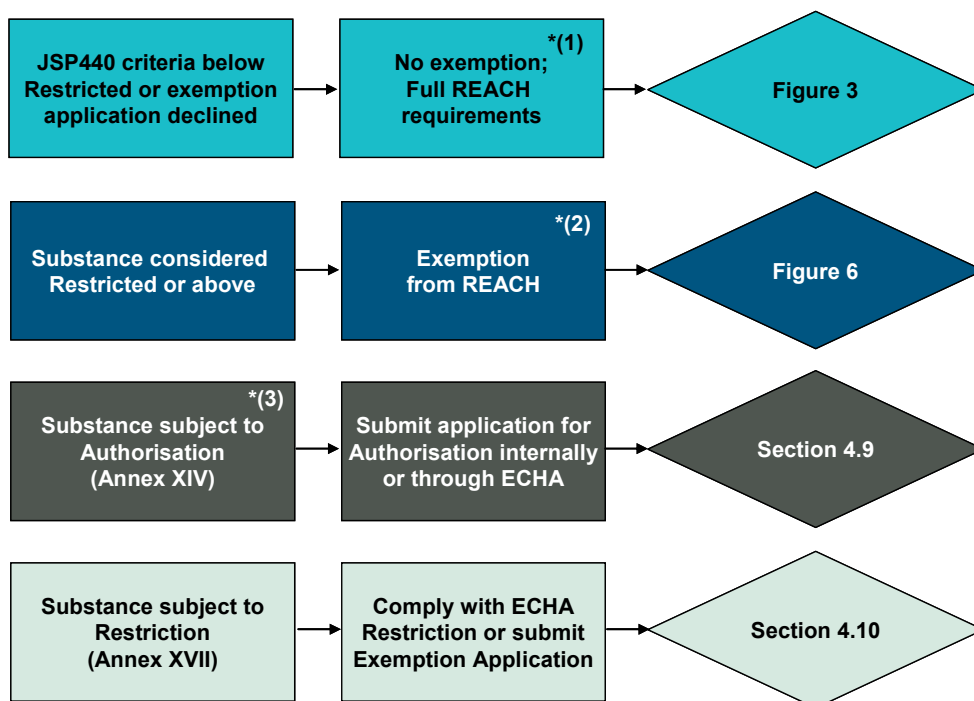 JSP440 criteria below
Restricted or exemption
application declined
*(1)
No exemption;
Full REACH
requirements
Figure 3
Substance considered
Restricted or above
*(2)
Exemption
from REACH
Figure 6
*(3)
Substance subject to
Authorisation
(Annex XIV)
Submit application for
Authorisation internally
or through ECHA
Section 4.9
Substance subject to
Restriction
(Annex XVII)
Comply with ECHA
Restriction or submit
Exemption Application
Section 4.10